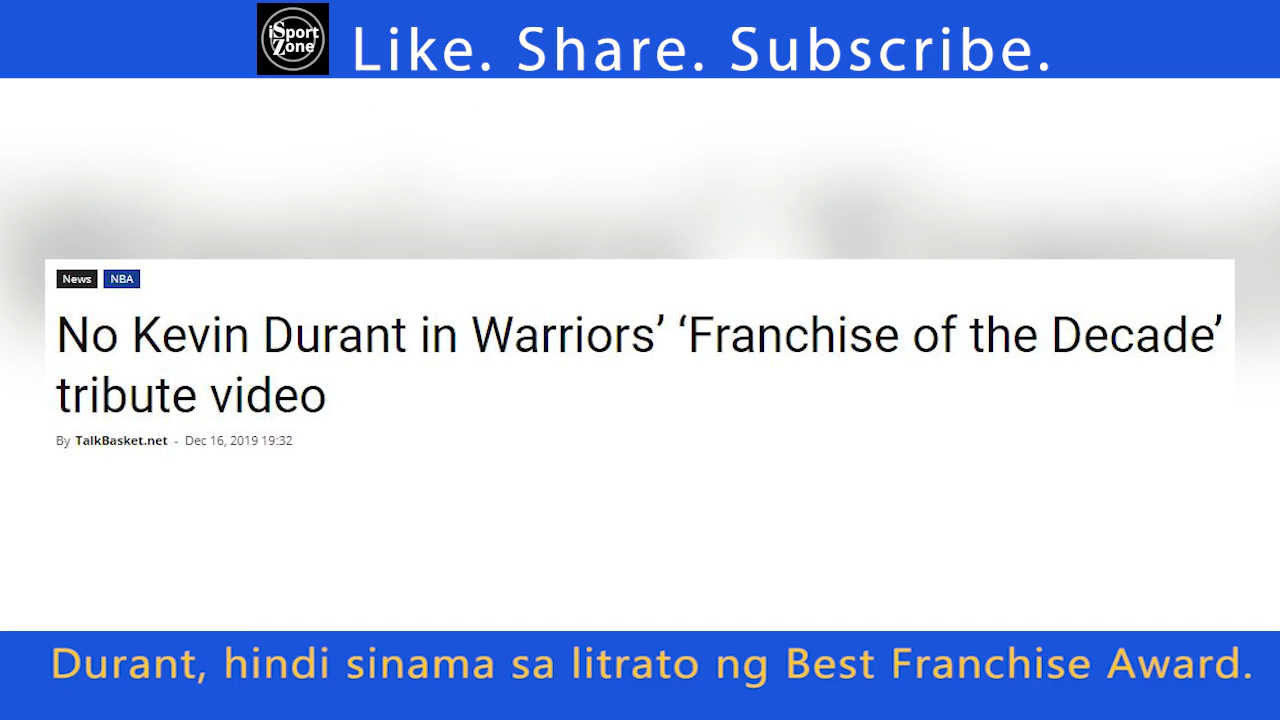 iSport
Zone
Like. Share. Subscribe.
News NBA
No Kevin Durant in Warriors’ ‘Franchise of the Decade’
tribute video
By TalkBasket.net - Dec 16, 2019 19:32
Durant, hindi sinama sa litrato ng Best Franchise Award.